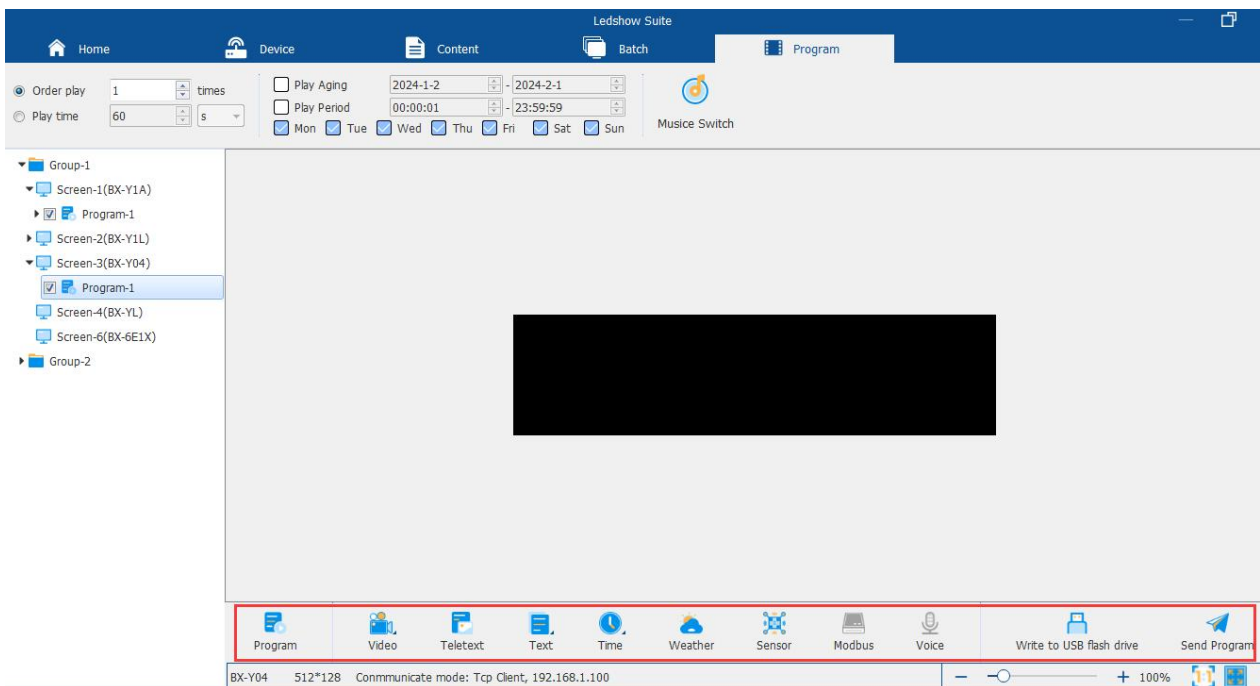 Ledshow Suite
Home Device Content Batch Program
Order play 1 times
Play time 60 s
Play Aging 2024-1-2 - 2024-2-1
Play Period 00:00:01 - 23:59:59
Mon Tue Wed Thu Fri Sat Sun
Musice Switch
Group-1
Screen-1(BX-Y1A)
Program-1
Screen-2(BX-Y1L)
Screen-3(BX-Y04)
Program-1
Screen-4(BX-YL)
Screen-6(BX-6E1X)
Group-2
Program Video Teletext Text Time Weather Sensor Modbus Voice Write to USB flash drive Send Program
BX-Y04 512*128 Conmmunicate mode: Tcp Client, 192.168.1.100 100% 1:1